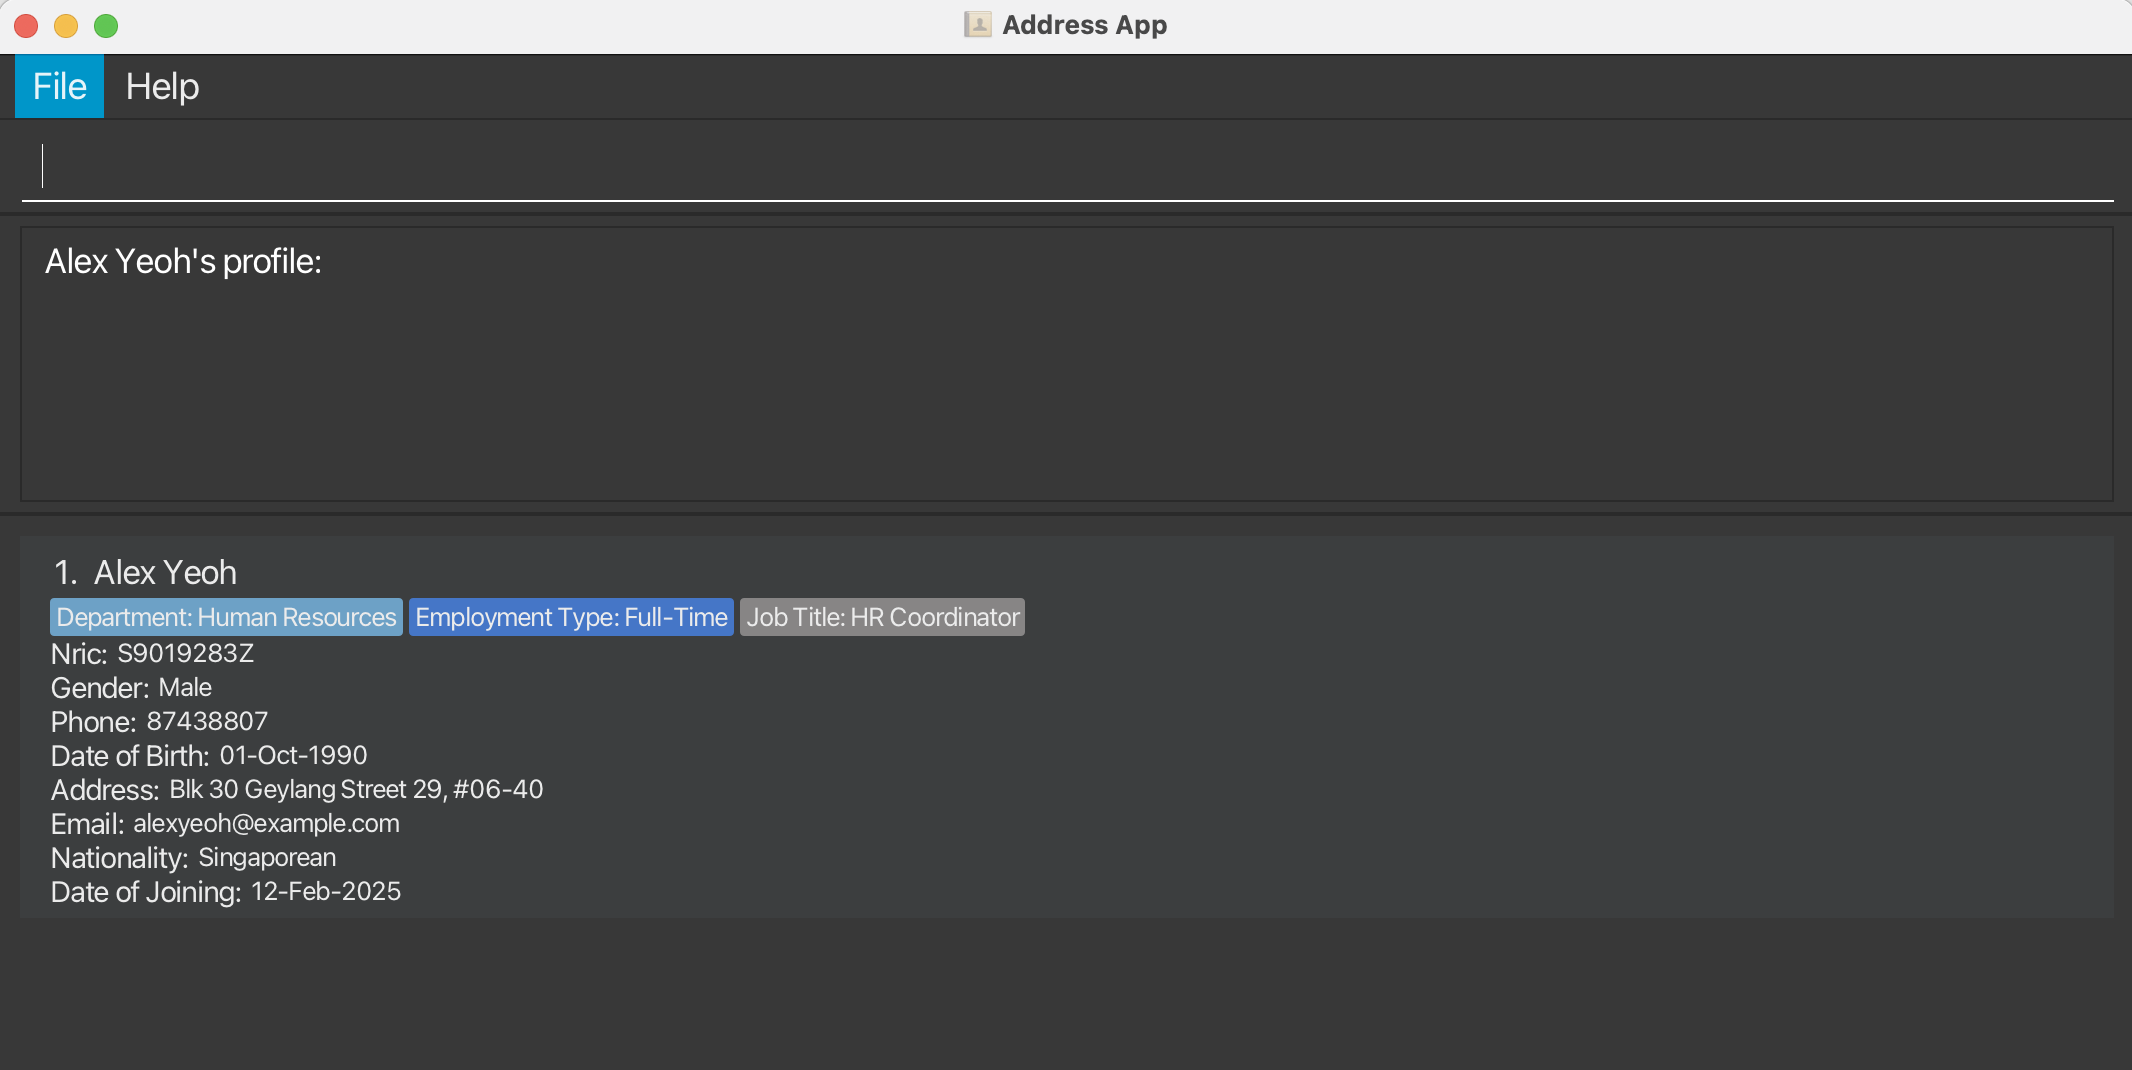 Address App
File Help
Alex Yeoh's profile:
1. Alex Yeoh
Department: Human Resources Employment Type: Full-Time Job Title: HR Coordinator
Nric: S9019283Z
Gender: Male
Phone: 87438807
Date of Birth: 01-Oct-1990
Address: Blk 30 Geylang Street 29, #06-40
Email: alexyeoh@example.com
Nationality: Singaporean
Date of Joining: 12-Feb-2025